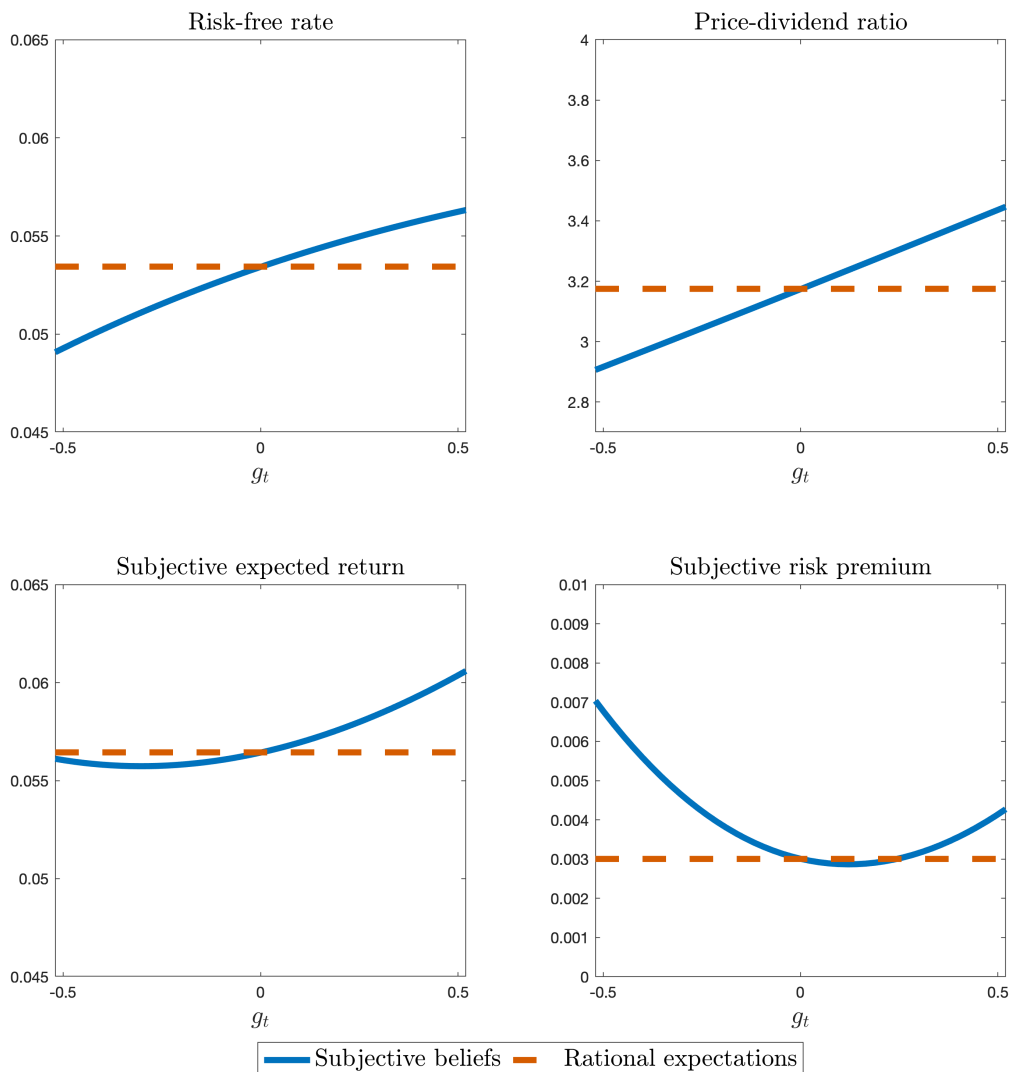 Risk-free rate
0.065
0.06
0.055
0.05
0.045
-0.5 0 0.5
g_t
Price-dividend ratio
4
3.8
3.6
3.4
3.2
3
2.8
-0.5 0 0.5
g_t
Subjective expected return
0.065
0.06
0.055
0.05
0.045
-0.5 0 0.5
g_t
Subjective risk premium
0.01
0.009
0.008
0.007
0.006
0.005
0.004
0.003
0.002
0.001
0
-0.5 0 0.5
g_t
Subjective beliefs Rational expectations